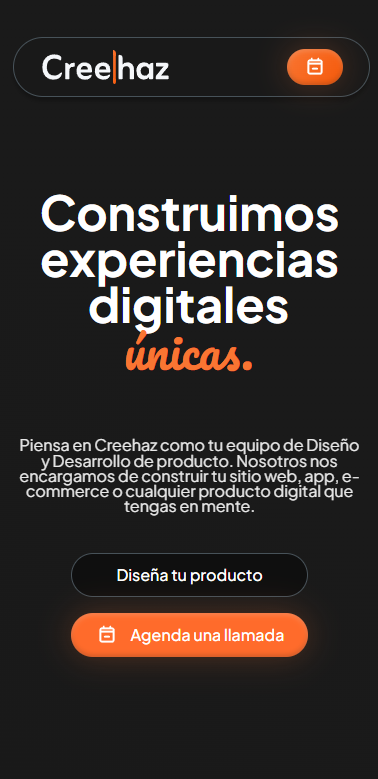 Cree|haz
Construimos
experiencias
digitales
únicas.
Piensa en Creehaz como tu equipo de Diseño
y Desarrollo de producto. Nosotros nos
encargamos de construir tu sitio web, app, e-
commerce o cualquier producto digital que
tengas en mente.
Diseña tu producto
Agenda una llamada